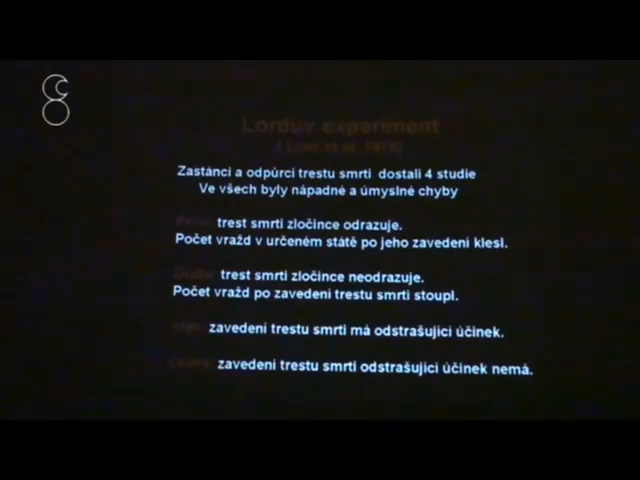 Lorduv experiment
Zastánci a odpůrci trestu smrti dostali 4 studie
Ve všech byly nápadné a úmyslné chyby
trest smrti zločince odrazuje.
Počet vražd v určeném státě po jeho zavedení klesl.
trest smrti zločince neodrazuje.
Počet vražd po zavedení trestu smrti stoupl.
zavedení trestu smrti má odstrašující účinek.
zavedení trestu smrti odstrašující účinek nemá.